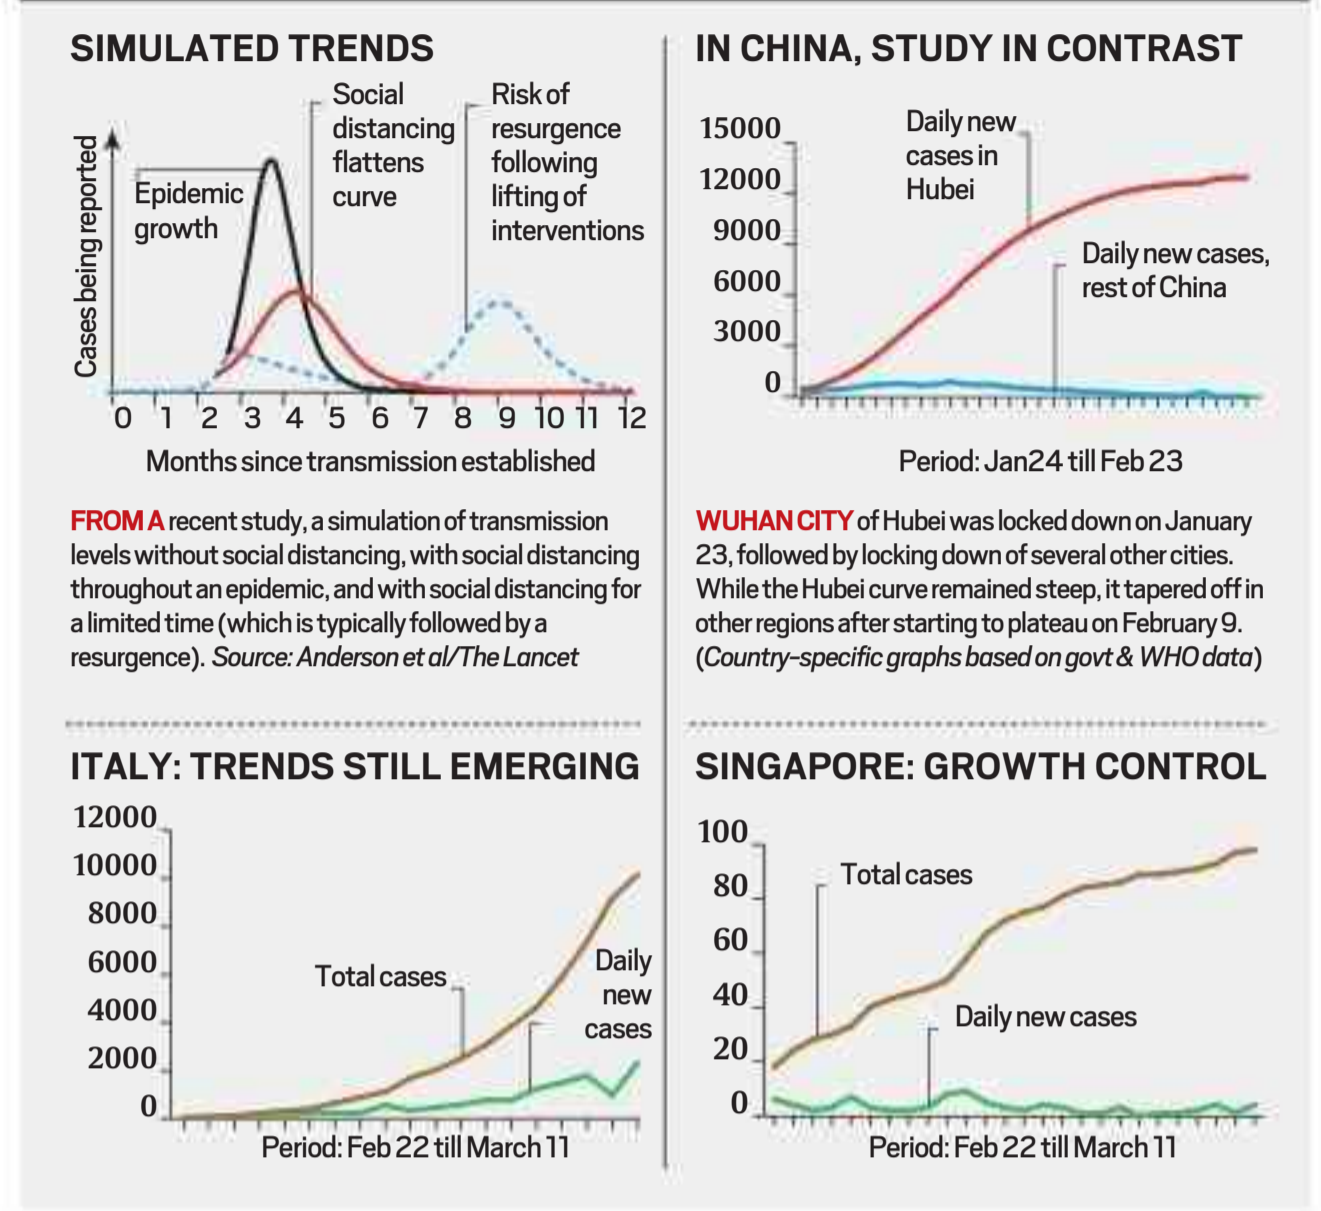 SIMULATED TRENDS
Cases being reported
Epidemic
growth
Social
distancing
flattens
curve
Risk of
resurgence
following
lifting of
interventions
0 1 2 3 4 5 6 7 8 9 10 11 12
Months since transmission established
FROM A recent study, a simulation of transmission
levels without social distancing, with social distancing
throughout an epidemic, and with social distancing for
a limited time (which is typically followed by a
resurgence). Source: Anderson et al/The Lancet
IN CHINA, STUDY IN CONTRAST
15000
12000
9000
6000
3000
0
Daily new
cases in
Hubei
Daily new cases,
rest of China
Period: Jan24 till Feb 23
WUHAN CITY of Hubei was locked down on January
23, followed by locking down of several other cities.
While the Hubei curve remained steep, it tapered off in
other regions after starting to plateau on February 9.
(Country-specific graphs based on govt & WHO data)
ITALY: TRENDS STILL EMERGING
12000
10000
8000
6000
4000
2000
0
Total cases
Daily
new
cases
Period: Feb 22 till March 11
SINGAPORE: GROWTH CONTROL
100
80
60
40
20
0
Total cases
Daily new cases
Period: Feb 22 till March 11